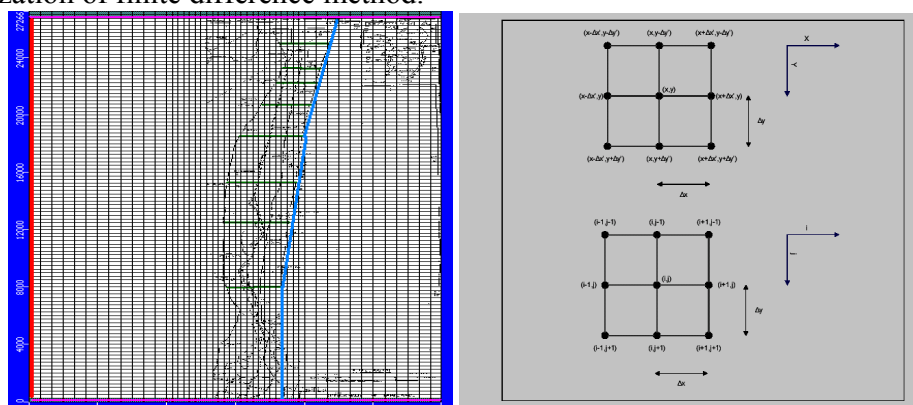 zation of finite difference method.
27266
24000
20000
16000
12000
8000
4000
0
(x-Δx',y-Δy') (x,y-Δy') (x+Δx',y-Δy')
X
Y
(x-Δx',y) (x,y) (x+Δx',y)
Δy
(x-Δx',y+Δy') (x,y+Δy') (x+Δx',y+Δy')
Δx
(i-1,j-1) (i,j-1) (i+1,j-1)
i
j
(i-1,j) (i,j) (i+1,j)
Δy
(i-1,j+1) (i,j+1) (i+1,j+1)
Δx